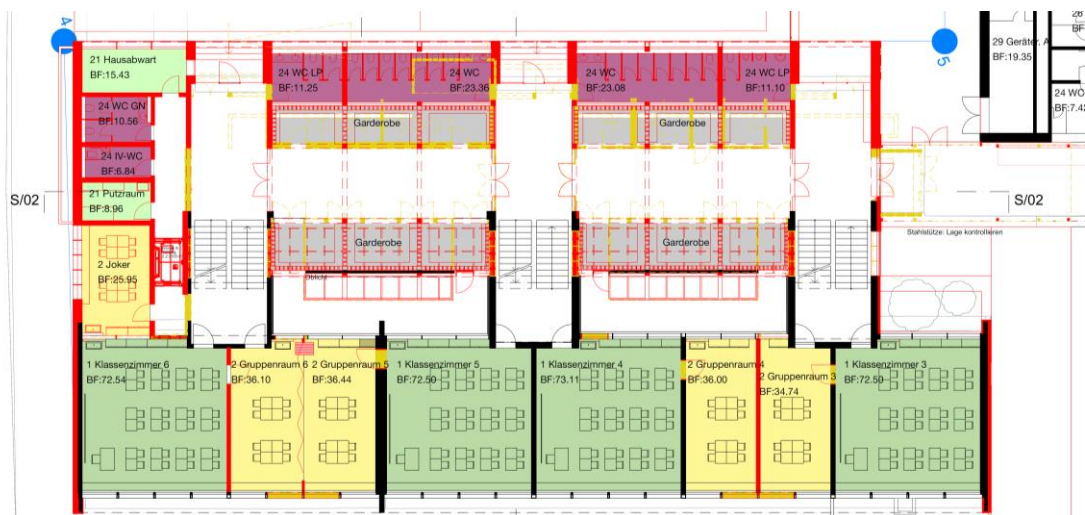 4
5
21 Hausabwart
BF:15.43
24 WC LP
BF:11.25
24 WC
BF:23.36
24 WC
BF:23.08
24 WC LP
BF:11.10
29 Geräter. A
BF:19.35
24 WC GN
BF:10.56
Garderobe
Garderobe
24 IV-WC
BF:6.84
21 Putzraum
BF:8.96
S/02
S/02
Stahlstütze: Lage kontrollieren
2 Joker
BF:25.95
Garderobe
Garderobe
Oblicht
1 Klassenzimmer 6
BF:72.54
2 Gruppenraum 6
BF:36.10
2 Gruppenraum 5
BF:36.44
1 Klassenzimmer 5
BF:72.50
1 Klassenzimmer 4
BF:73.11
2 Gruppenraum 4
BF:36.00
2 Gruppenraum 3
BF:34.74
1 Klassenzimmer 3
BF:72.50